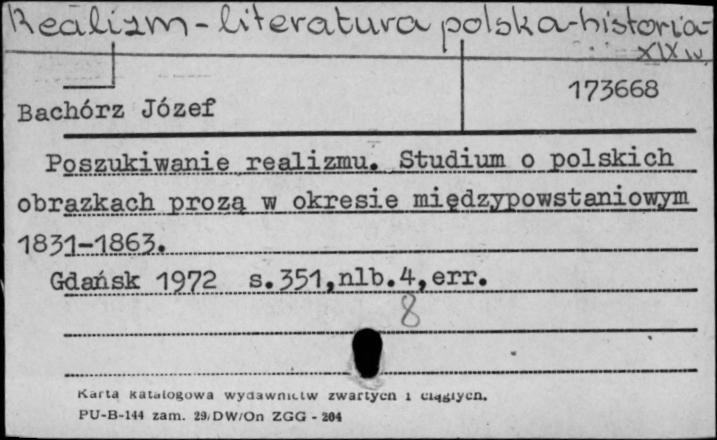 Realizm - literatura polska - historia -
XIX w.
173668
Bachórz Józef
Poszukiwanie realizmu. Studium o polskich
obrazkach prozą w okresie międzypowstaniowym
1831-1863.
Gdańsk 1972 s.351,nlb.4,err.
8
Karta katalogowa wydawnictw zwartych i ciągłych.
PU-B-144 zam. 29/DW/On ZGG - 204